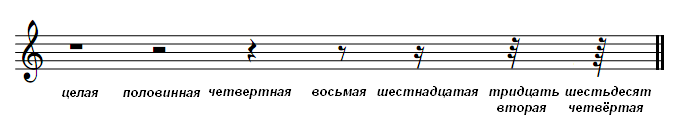 целая половинная четвертная восьмая шестнадцатая тридцать шестьдесят
вторая четвёртая